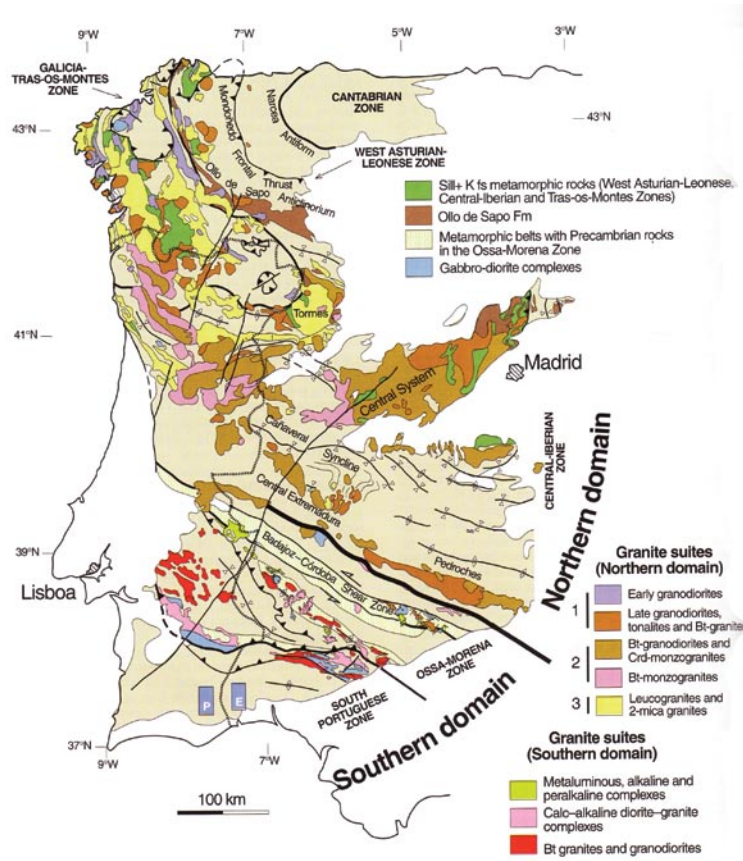 9°W
7°W
5°W
3°W
GALICIA-
TRAS-OS-MONTES
ZONE
43°N
43°N
Mondoñedo Frontal Thrust
Narcea Antiform
CANTABRIAN
ZONE
WEST ASTURIAN-
LEONESE ZONE
Ollo de Sapo Anticlinorium
Sill+ K fs metamorphic rocks (West Asturian-Leonese,
Central-Iberian and Tras-os-Montes Zones)
Ollo de Sapo Fm
Metamorphic belts with Precambrian rocks
in the Ossa-Morena Zone
Gabbro-diorite complexes
Tormes
41°N
Madrid
Central System
Cañaveral Syncline
CENTRAL-IBERIAN
ZONE
Central Extremadura
39°N
Lisboa
Badajoz-Córdoba Shear Zone
Pedroches
Northern domain
OSSA-MORENA
ZONE
SOUTH
PORTUGUESE
ZONE
Southern domain
P
E
37°N
9°W
7°W
100 km
Granite suites
(Northern domain)
1
Early granodiorites
Late granodiorites,
tonalites and Bt-granite
2
Bt-granodiorites and
Crd-monzogranites
Bt-monzogranites
3
Leucogranites and
2-mica granites
Granite suites
(Southern domain)
Metaluminous, alkaline and
peralkaline complexes
Calc–alkaline diorite–granite
complexes
Bt granites and granodiorites